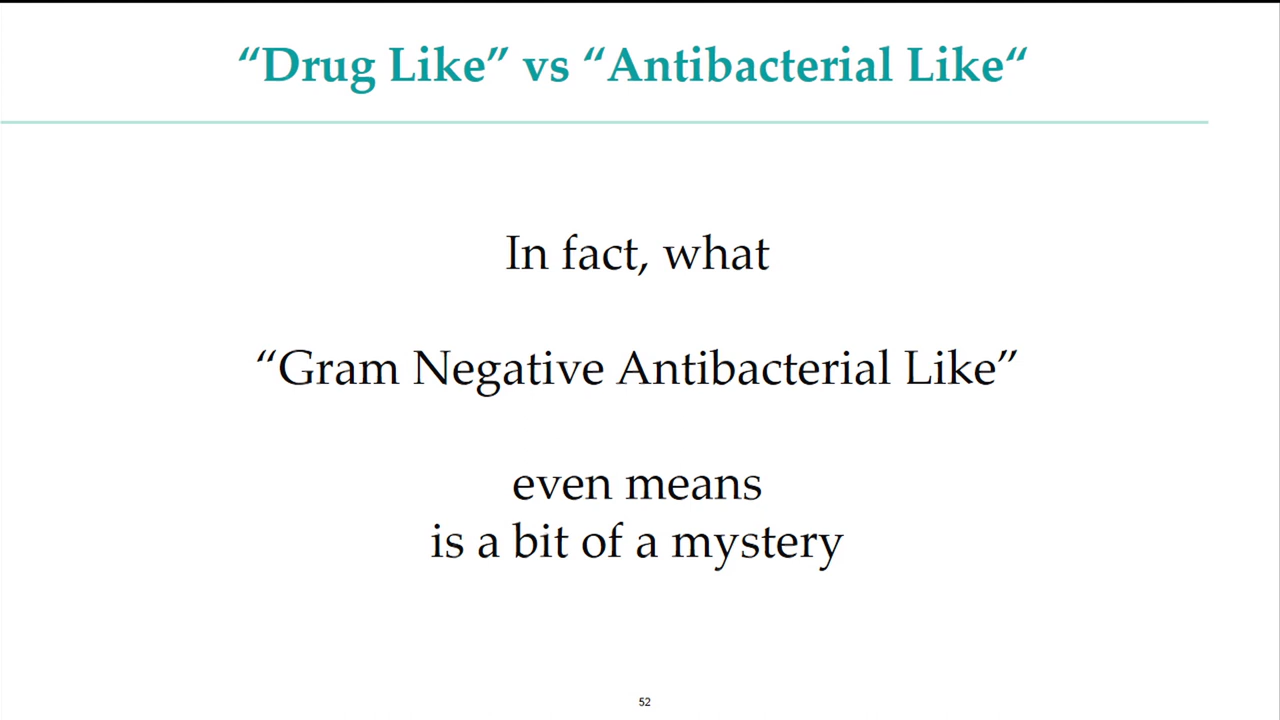 “Drug Like” vs “Antibacterial Like“
In fact, what
“Gram Negative Antibacterial Like”
even means
is a bit of a mystery
52